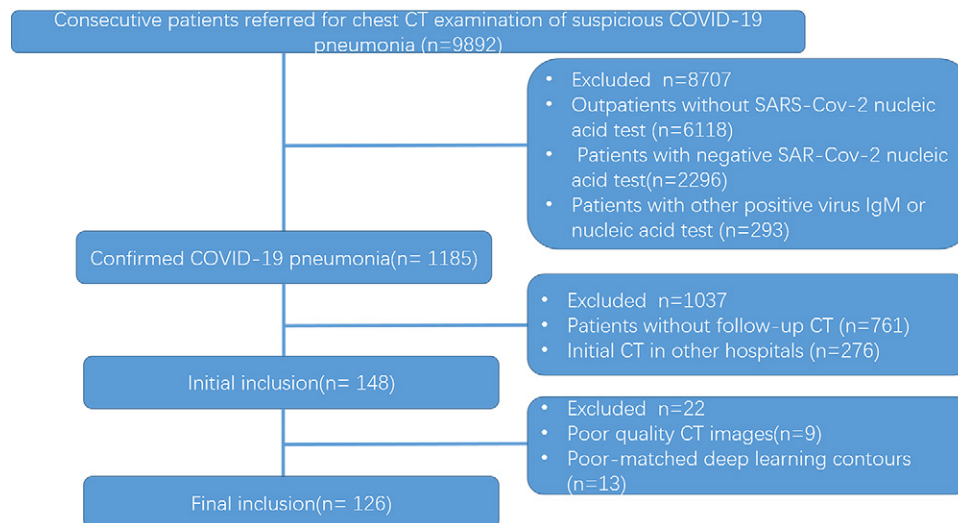 Consecutive patients referred for chest CT examination of suspicious COVID-19
pneumonia (n=9892)
• Excluded n=8707
• Outpatients without SARS-Cov-2 nucleic
acid test (n=6118)
• Patients with negative SAR-Cov-2 nucleic
acid test(n=2296)
• Patients with other positive virus IgM or
nucleic acid test (n=293)
Confirmed COVID-19 pneumonia(n= 1185)
• Excluded n=1037
• Patients without follow-up CT (n=761)
• Initial CT in other hospitals (n=276)
Initial inclusion(n= 148)
• Excluded n=22
• Poor quality CT images(n=9)
• Poor-matched deep learning contours
(n=13)
Final inclusion(n= 126)